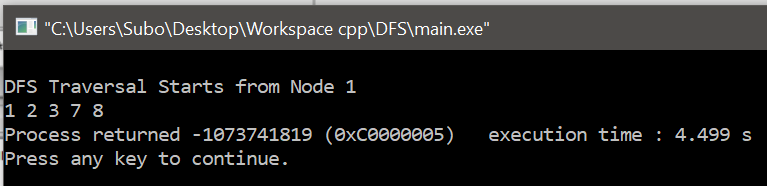 "C:\Users\Subo\Desktop\Workspace cpp\DFS\main.exe"
DFS Traversal Starts from Node 1
1 2 3 7 8
Process returned -1073741819 (0xC0000005)   execution time : 4.499 s
Press any key to continue.